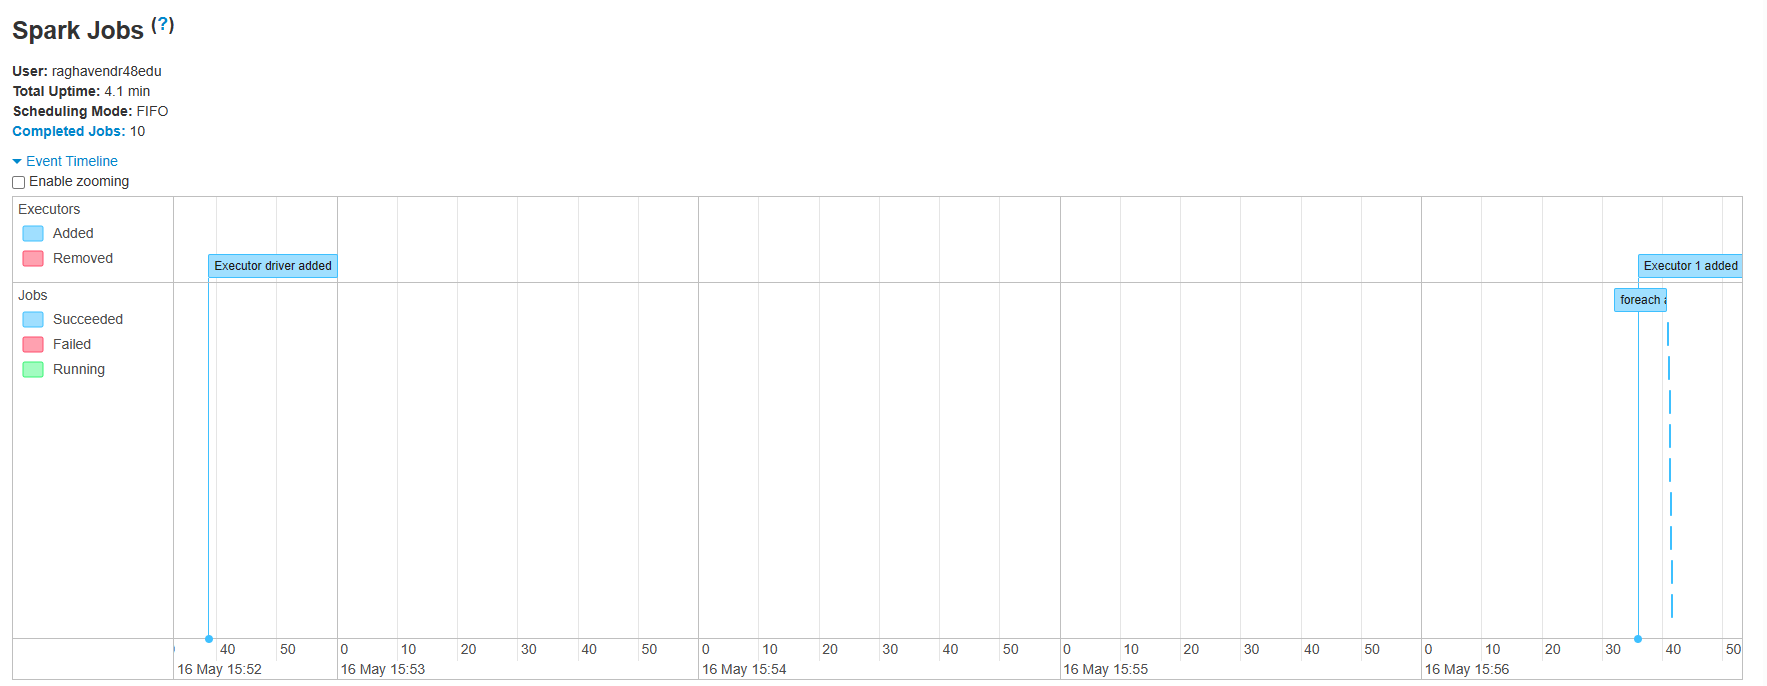 Spark Jobs (?)
User: raghavendr48edu
Total Uptime: 4.1 min
Scheduling Mode: FIFO
Completed Jobs: 10
Event Timeline
Enable zooming
Executors
Added
Removed
Executor driver added
Executor 1 added
Jobs
Succeeded
Failed
Running
foreach a
40 50 0 10 20 30 40 50 0 10 20 30 40 50 0 10 20 30 40 50 0 10 20 30 40 50
16 May 15:52 16 May 15:53 16 May 15:54 16 May 15:55 16 May 15:56